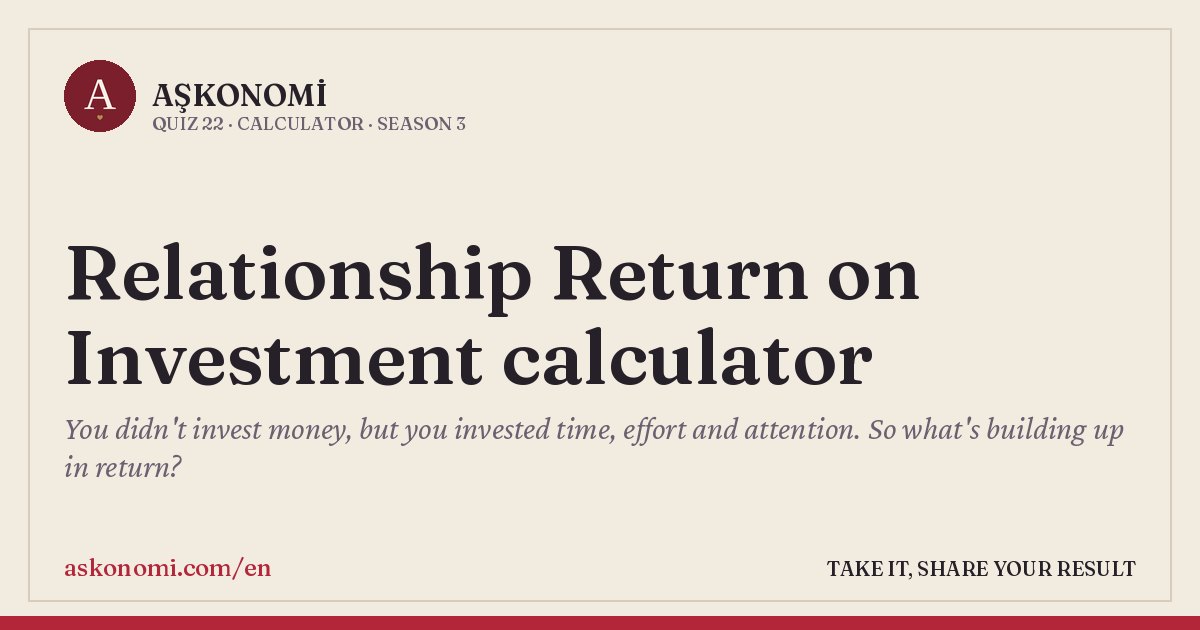 A
AŞKONOMİ
QUIZ 22 · CALCULATOR · SEASON 3
Relationship Return on
Investment calculator
You didn't invest money, but you invested time, effort and attention. So what's building up
in return?
askonomi.com/en
TAKE IT, SHARE YOUR RESULT